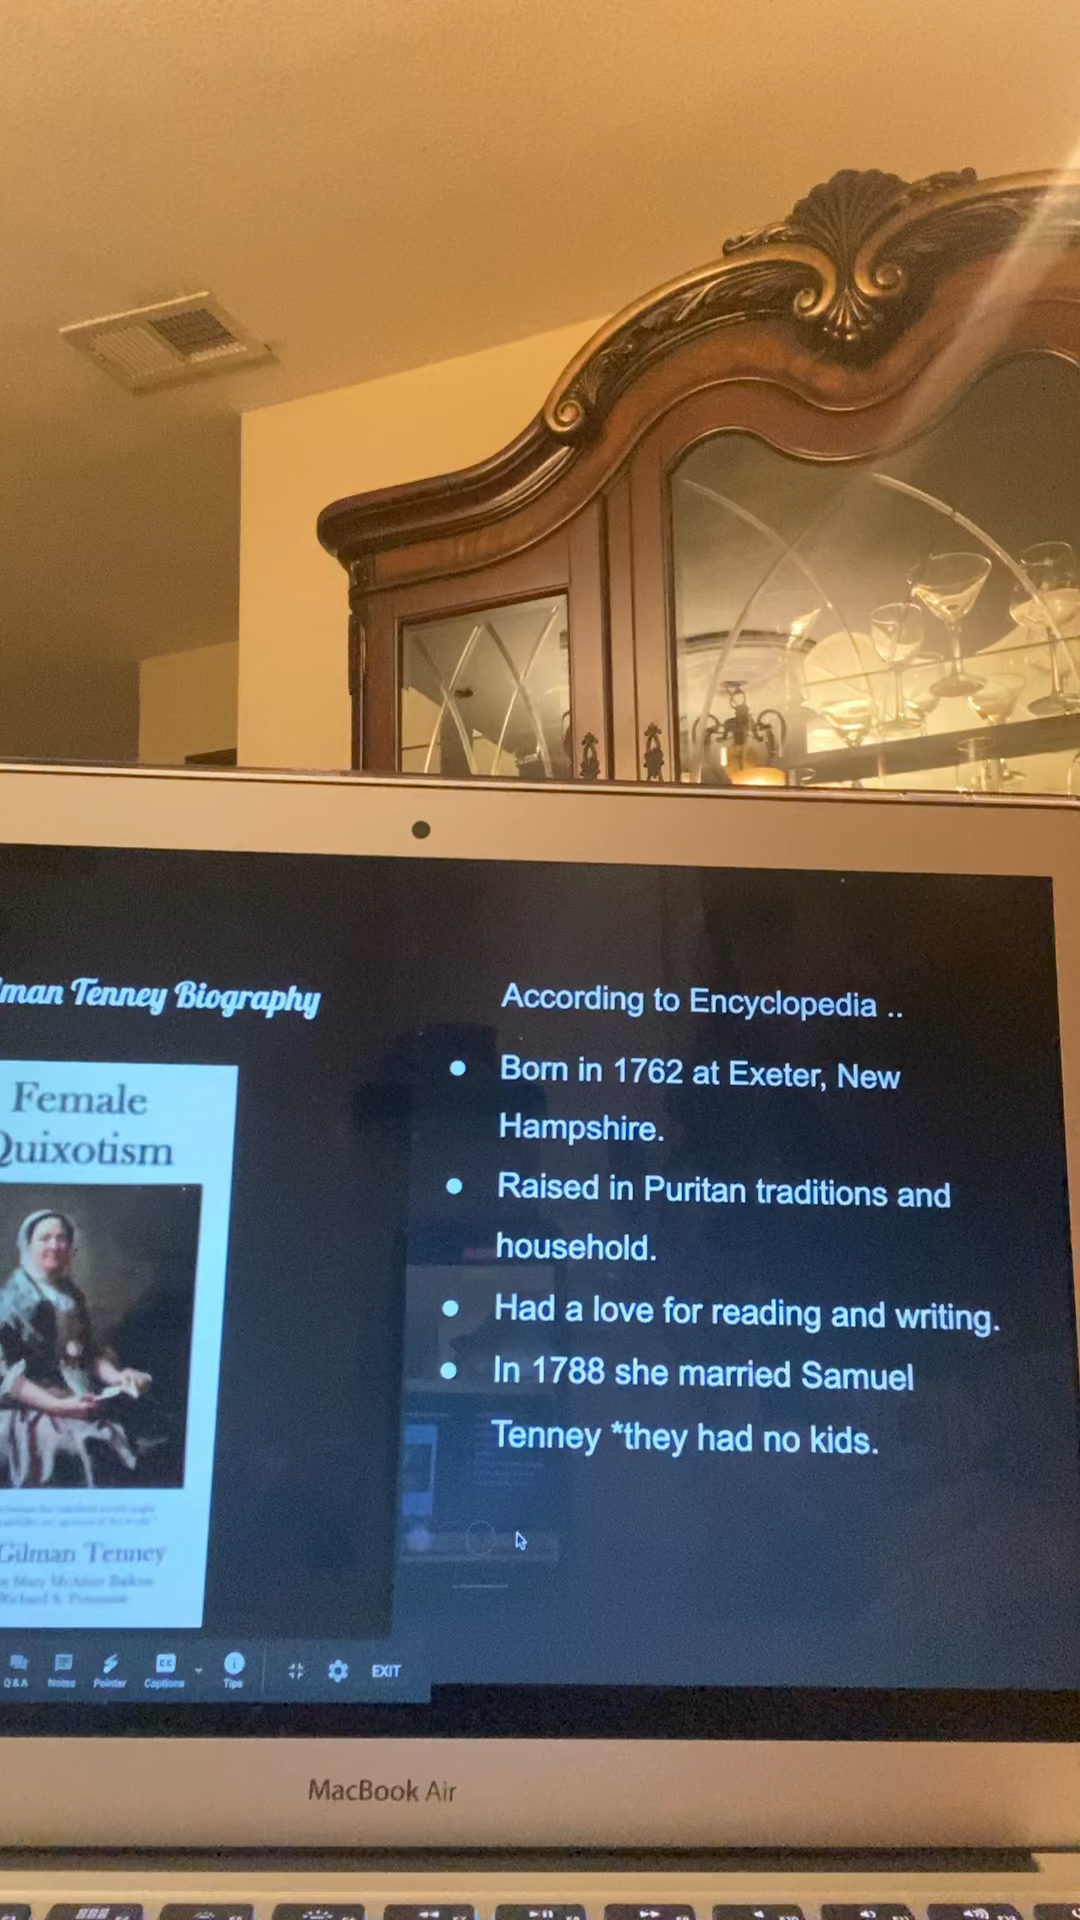 lman Tenney Biography
Female
Quixotism
Gilman Tenney
According to Encyclopedia ..
Born in 1762 at Exeter, New
Hampshire.
Raised in Puritan traditions and
household.
Had a love for reading and writing.
In 1788 she married Samuel
Tenney *they had no kids.
Q&A Notes Pointer Captions Tips EXIT
MacBook Air